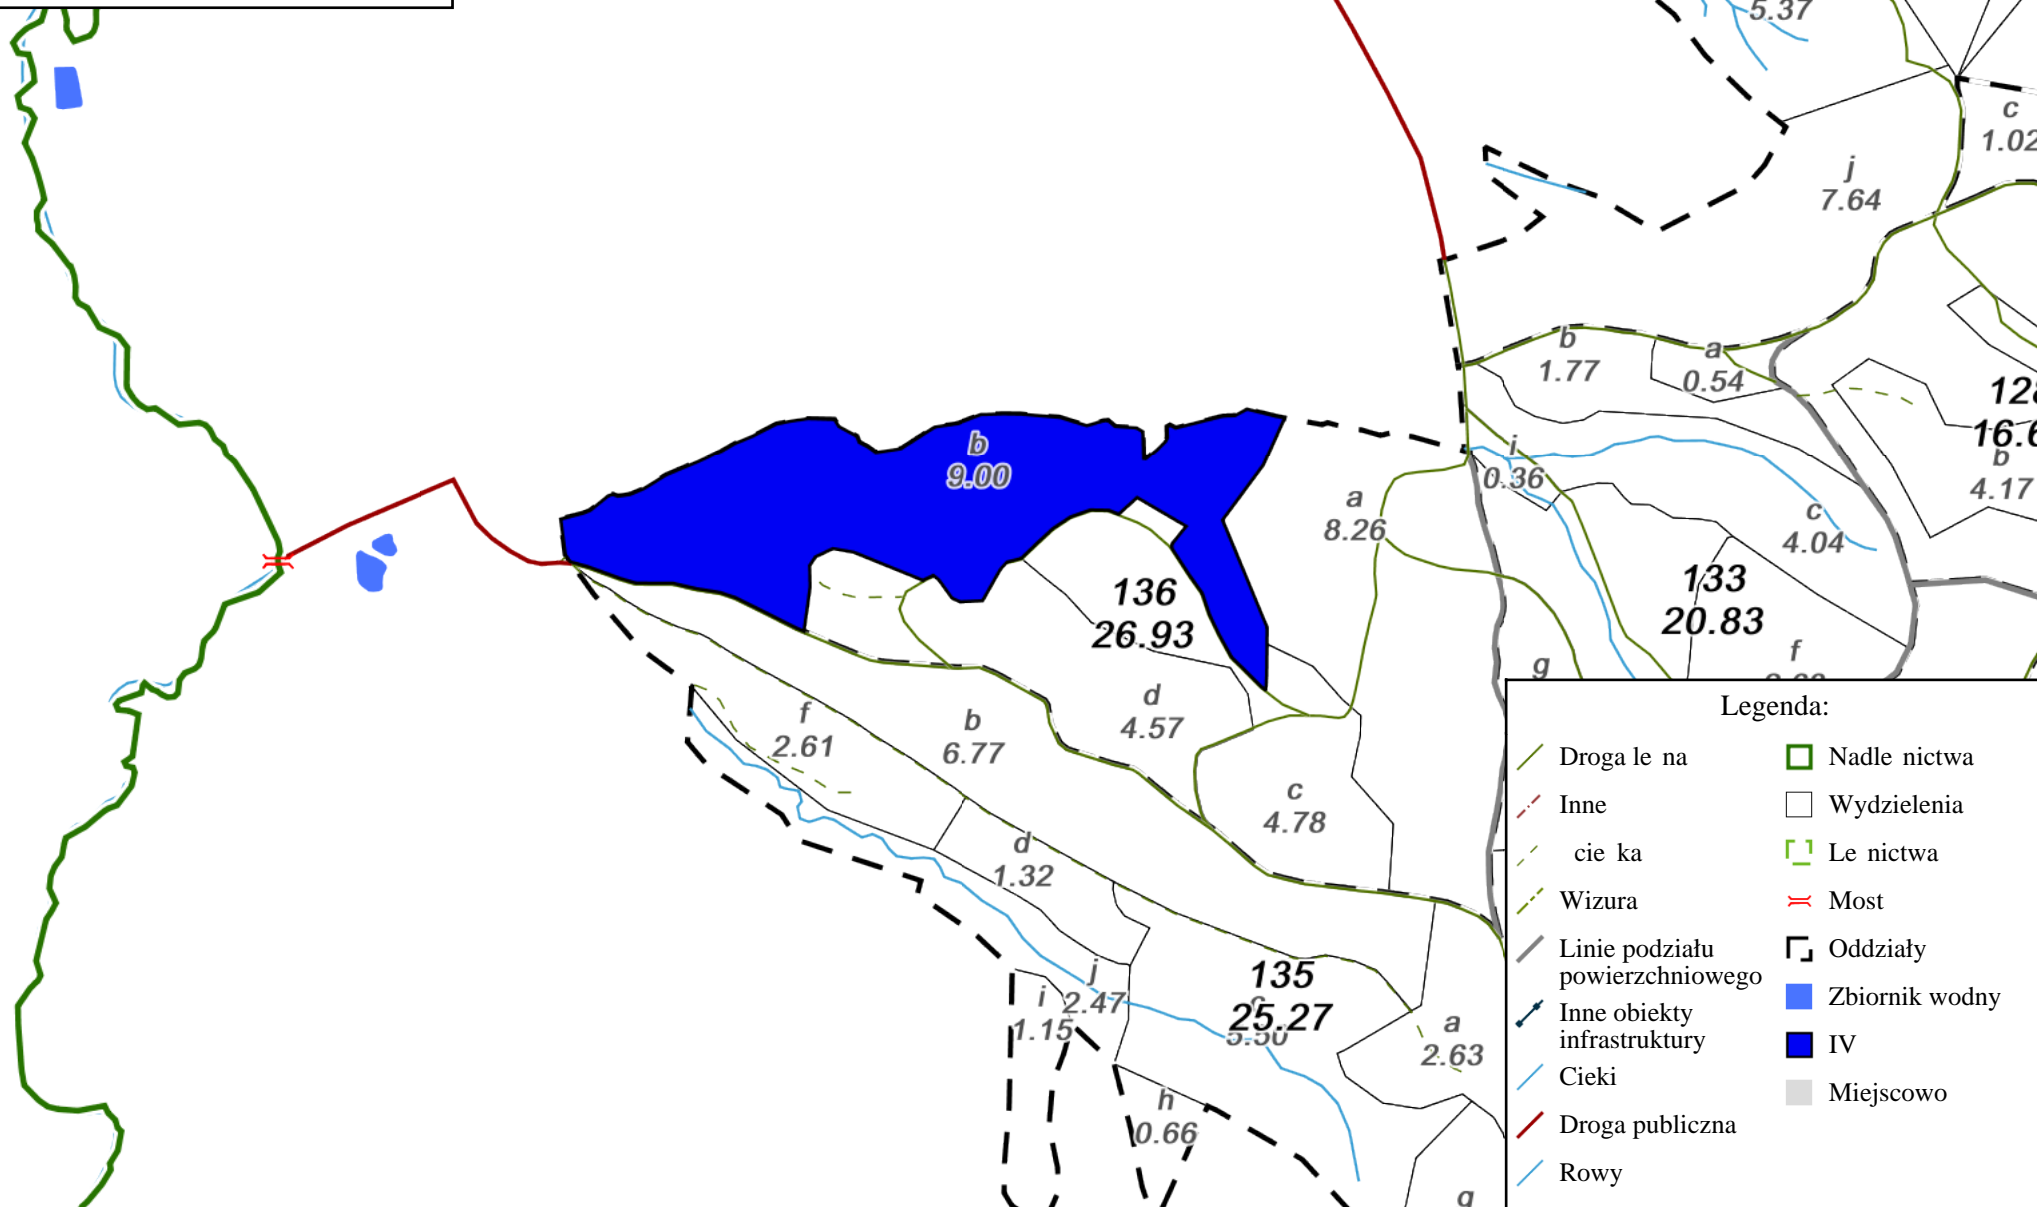 5.37
c
1.02
j
7.64
b
1.77
a
0.54
128
16.6
b
4.17
b
9.00
i
0.36
a
8.26
c
4.04
136
26.93
133
20.83
f
g
d
4.57
f
2.61
b
6.77
c
4.78
d
1.32
j
2.47
i
1.15
135
25.27
5.50
a
2.63
h
0.66
g
Legenda:
Droga le na
Inne
cie ka
Wizura
Linie podziału
powierzchniowego
Inne obiekty
infrastruktury
Cieki
Droga publiczna
Rowy
Nadle nictwa
Wydzielenia
Le nictwa
Most
Oddziały
Zbiornik wodny
IV
Miejscowo